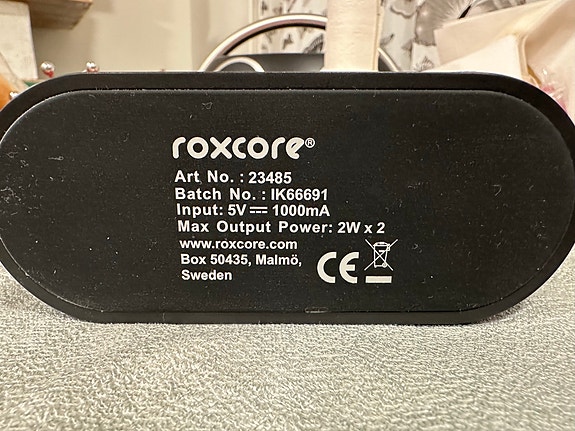 roxcore®
Art No. : 23485
Batch No. : IK66691
Input: 5V⎓1000mA
Max Output Power: 2W x 2
www.roxcore.com
Box 50435, Malmö,
Sweden
CE